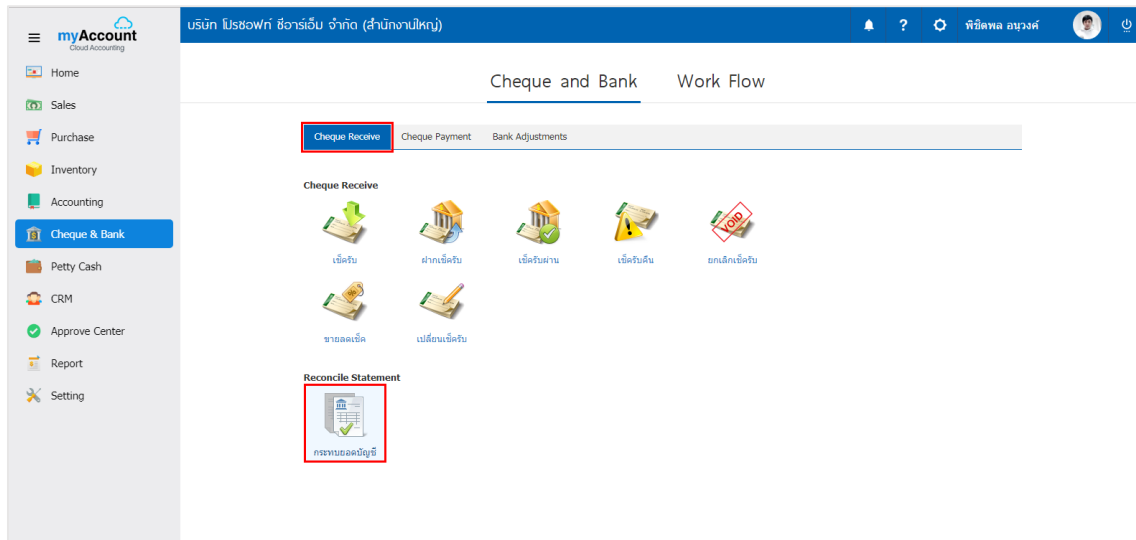 myAccount
Cloud Accounting
บริษัท โปรซอฟท์ ซีอาร์เอ็ม จำกัด (สำนักงานใหญ่)
?
พิชิตพล อนุวงค์
Home
Sales
Purchase
Inventory
Accounting
Cheque & Bank
Petty Cash
CRM
Approve Center
Report
Setting
Cheque and Bank
Work Flow
Cheque Receive
Cheque Payment
Bank Adjustments
Cheque Receive
เช็ครับ
ฝากเช็ครับ
เช็ครับผ่าน
เช็ครับคืน
VOID
ยกเลิกเช็ครับ
%
ขายลดเช็ค
เปลี่ยนเช็ครับ
Reconcile Statement
กระทบยอดบัญชี